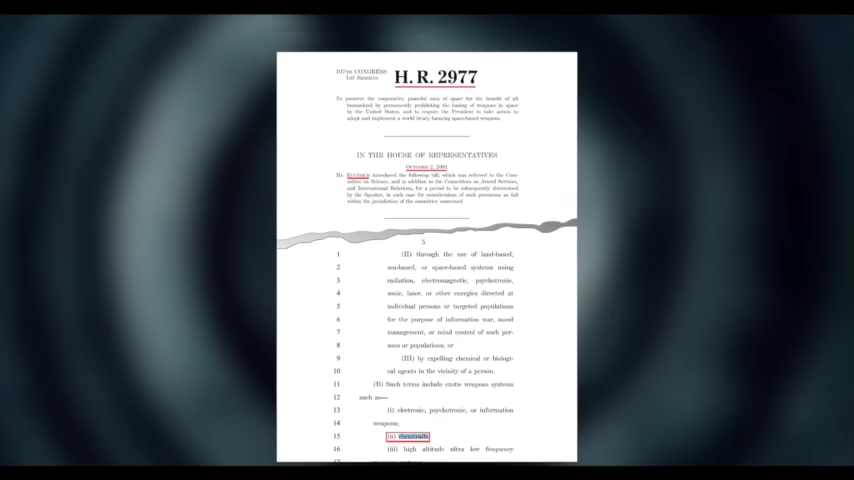 107TH CONGRESS
1ST SESSION
H. R. 2977
To preserve the cooperative, peaceful uses of space for the benefit of all
humankind by permanently prohibiting the basing of weapons in space
by the United States, and to require the President to take action to
adopt and implement a world treaty banning space-based weapons.
IN THE HOUSE OF REPRESENTATIVES
OCTOBER 2, 2001
Mr. KUCINICH introduced the following bill; which was referred to the Com-
mittee on Science, and in addition to the Committees on Armed Services,
and International Relations, for a period to be subsequently determined
by the Speaker, in each case for consideration of such provisions as fall
within the jurisdiction of the committee concerned
5
1 (II) through the use of land-based,
2 sea-based, or space-based systems using
3 radiation, electromagnetic, psychotronic,
4 sonic, laser, or other energies directed at
5 individual persons or targeted populations
6 for the purpose of information war, mood
7 management, or mind control of such per-
8 sons or populations; or
9 (III) by expelling chemical or biologi-
10 cal agents in the vicinity of a person.
11 (B) Such terms include exotic weapons systems
12 such as—
13 (i) electronic, psychotronic, or information
14 weapons;
15 (ii) chemtrails;
16 (iii) high altitude ultra low frequency